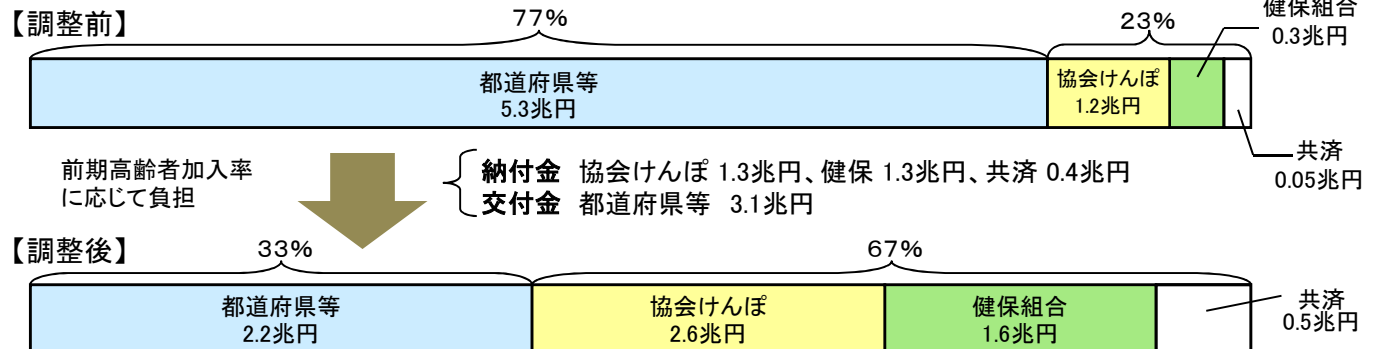 【調整前】
77%
23%
健保組合
0.3兆円
都道府県等
5.3兆円
協会けんぽ
1.2兆円
共済
0.05兆円
前期高齢者加入率
に応じて負担
納付金 協会けんぽ 1.3兆円、健保 1.3兆円、共済 0.4兆円
交付金 都道府県等 3.1兆円
【調整後】
33%
67%
都道府県等
2.2兆円
協会けんぽ
2.6兆円
健保組合
1.6兆円
共済
0.5兆円